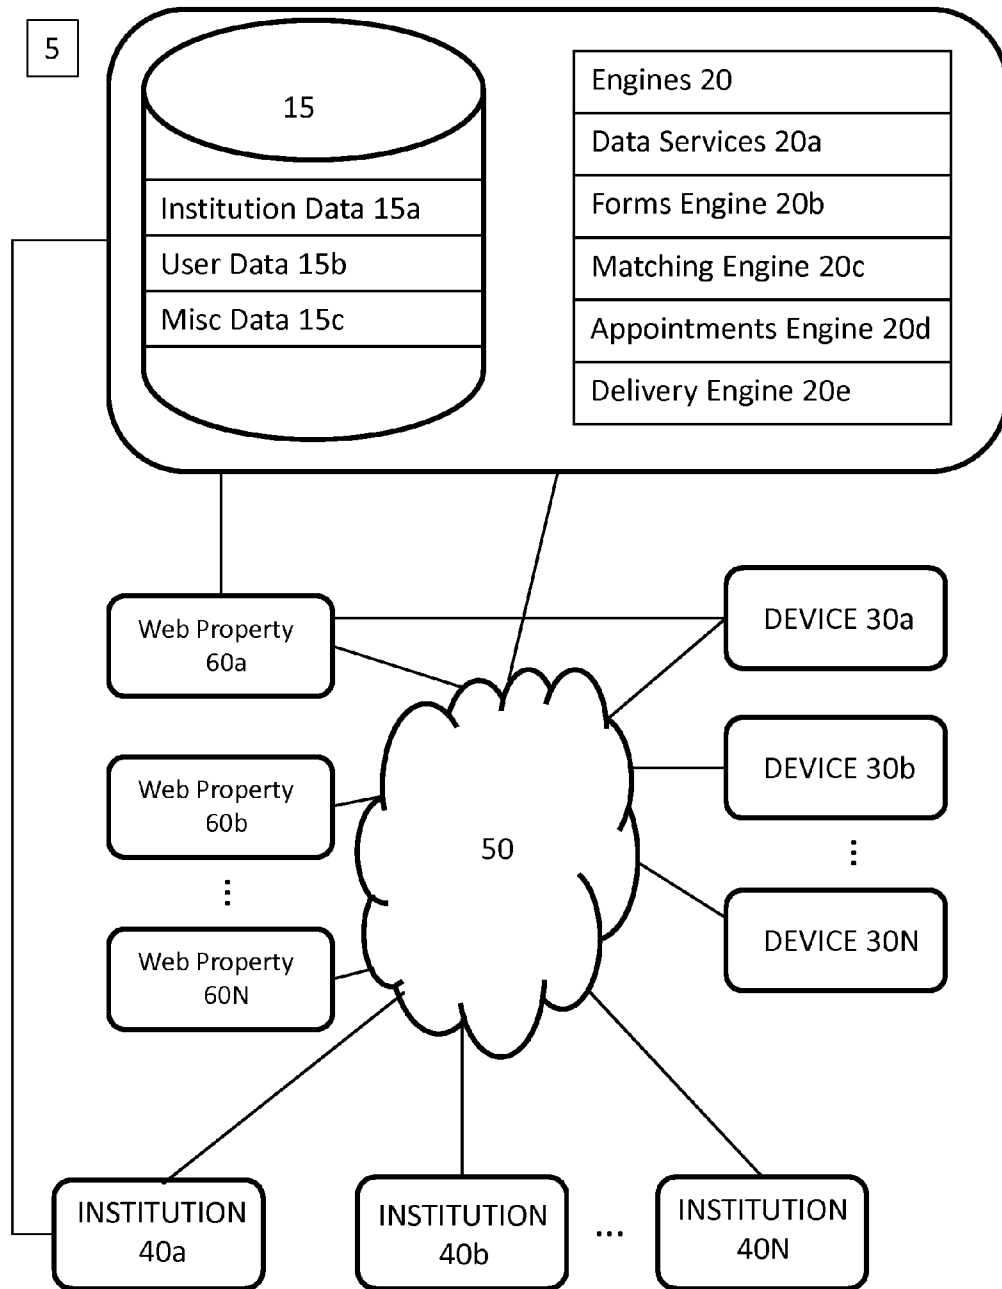 5
15
Institution Data 15a
User Data 15b
Misc Data 15c
Engines 20
Data Services 20a
Forms Engine 20b
Matching Engine 20c
Appointments Engine 20d
Delivery Engine 20e
Web Property
60a
DEVICE 30a
Web Property
60b
DEVICE 30b
50
...
...
Web Property
60N
DEVICE 30N
INSTITUTION
40a
INSTITUTION
40b
...
INSTITUTION
40N